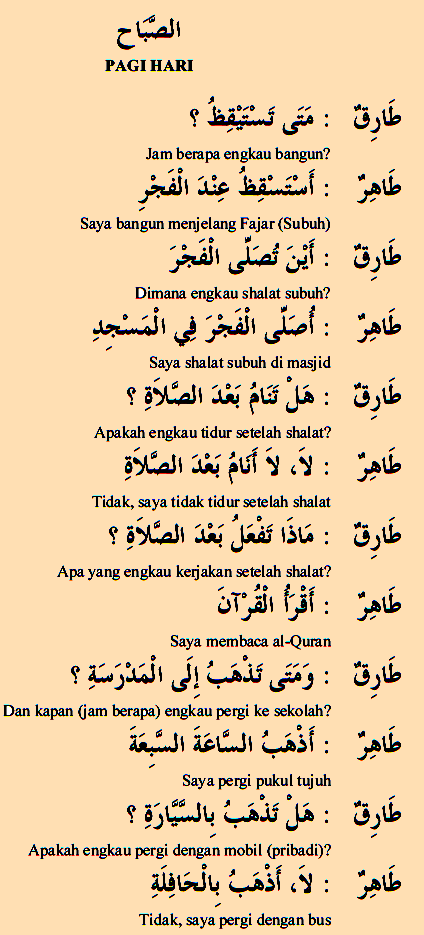 الصَّبَاح
PAGI HARI
طَارِقٌ : مَتَى تَسْتَيْقِظُ ؟
Jam berapa engkau bangun?
طَاهِرٌ : أَسْتَسْقِظُ عِنْدَ الْفَجْرِ
Saya bangun menjelang Fajar (Subuh)
طَارِقٌ : أَيْنَ تُصَلِّى الْفَجْرَ
Dimana engkau shalat subuh?
طَاهِرٌ : أُصَلِّى الْفَجْرَ فِي الْمَسْجِدِ
Saya shalat subuh di masjid
طَارِقٌ : هَلْ تَنَامُ بَعْدَ الصَّلاَةِ ؟
Apakah engkau tidur setelah shalat?
طَاهِرٌ : لاَ، لاَ أَنَامُ بَعْدَ الصَّلاَةِ
Tidak, saya tidak tidur setelah shalat
طَارِقٌ : مَاذَا تَفْعَلُ بَعْدَ الصَّلاَةِ ؟
Apa yang engkau kerjakan setelah shalat?
طَاهِرٌ : أَقْرَأُ الْقُرْآنَ
Saya membaca al-Quran
طَارِقٌ : وَمَتَى تَذْهَبُ إِلَى الْمَدْرَسَةِ ؟
Dan kapan (jam berapa) engkau pergi ke sekolah?
طَاهِرٌ : أَذْهَبُ السَّاعَةَ السَّبِعَةَ
Saya pergi pukul tujuh
طَارِقٌ : هَلْ تَذْهَبُ بِالسَّيَّارَةِ ؟
Apakah engkau pergi dengan mobil (pribadi)?
طَاهِرٌ : لاَ، أَذْهَبُ بِالْحَافِلَةِ
Tidak, saya pergi dengan bus